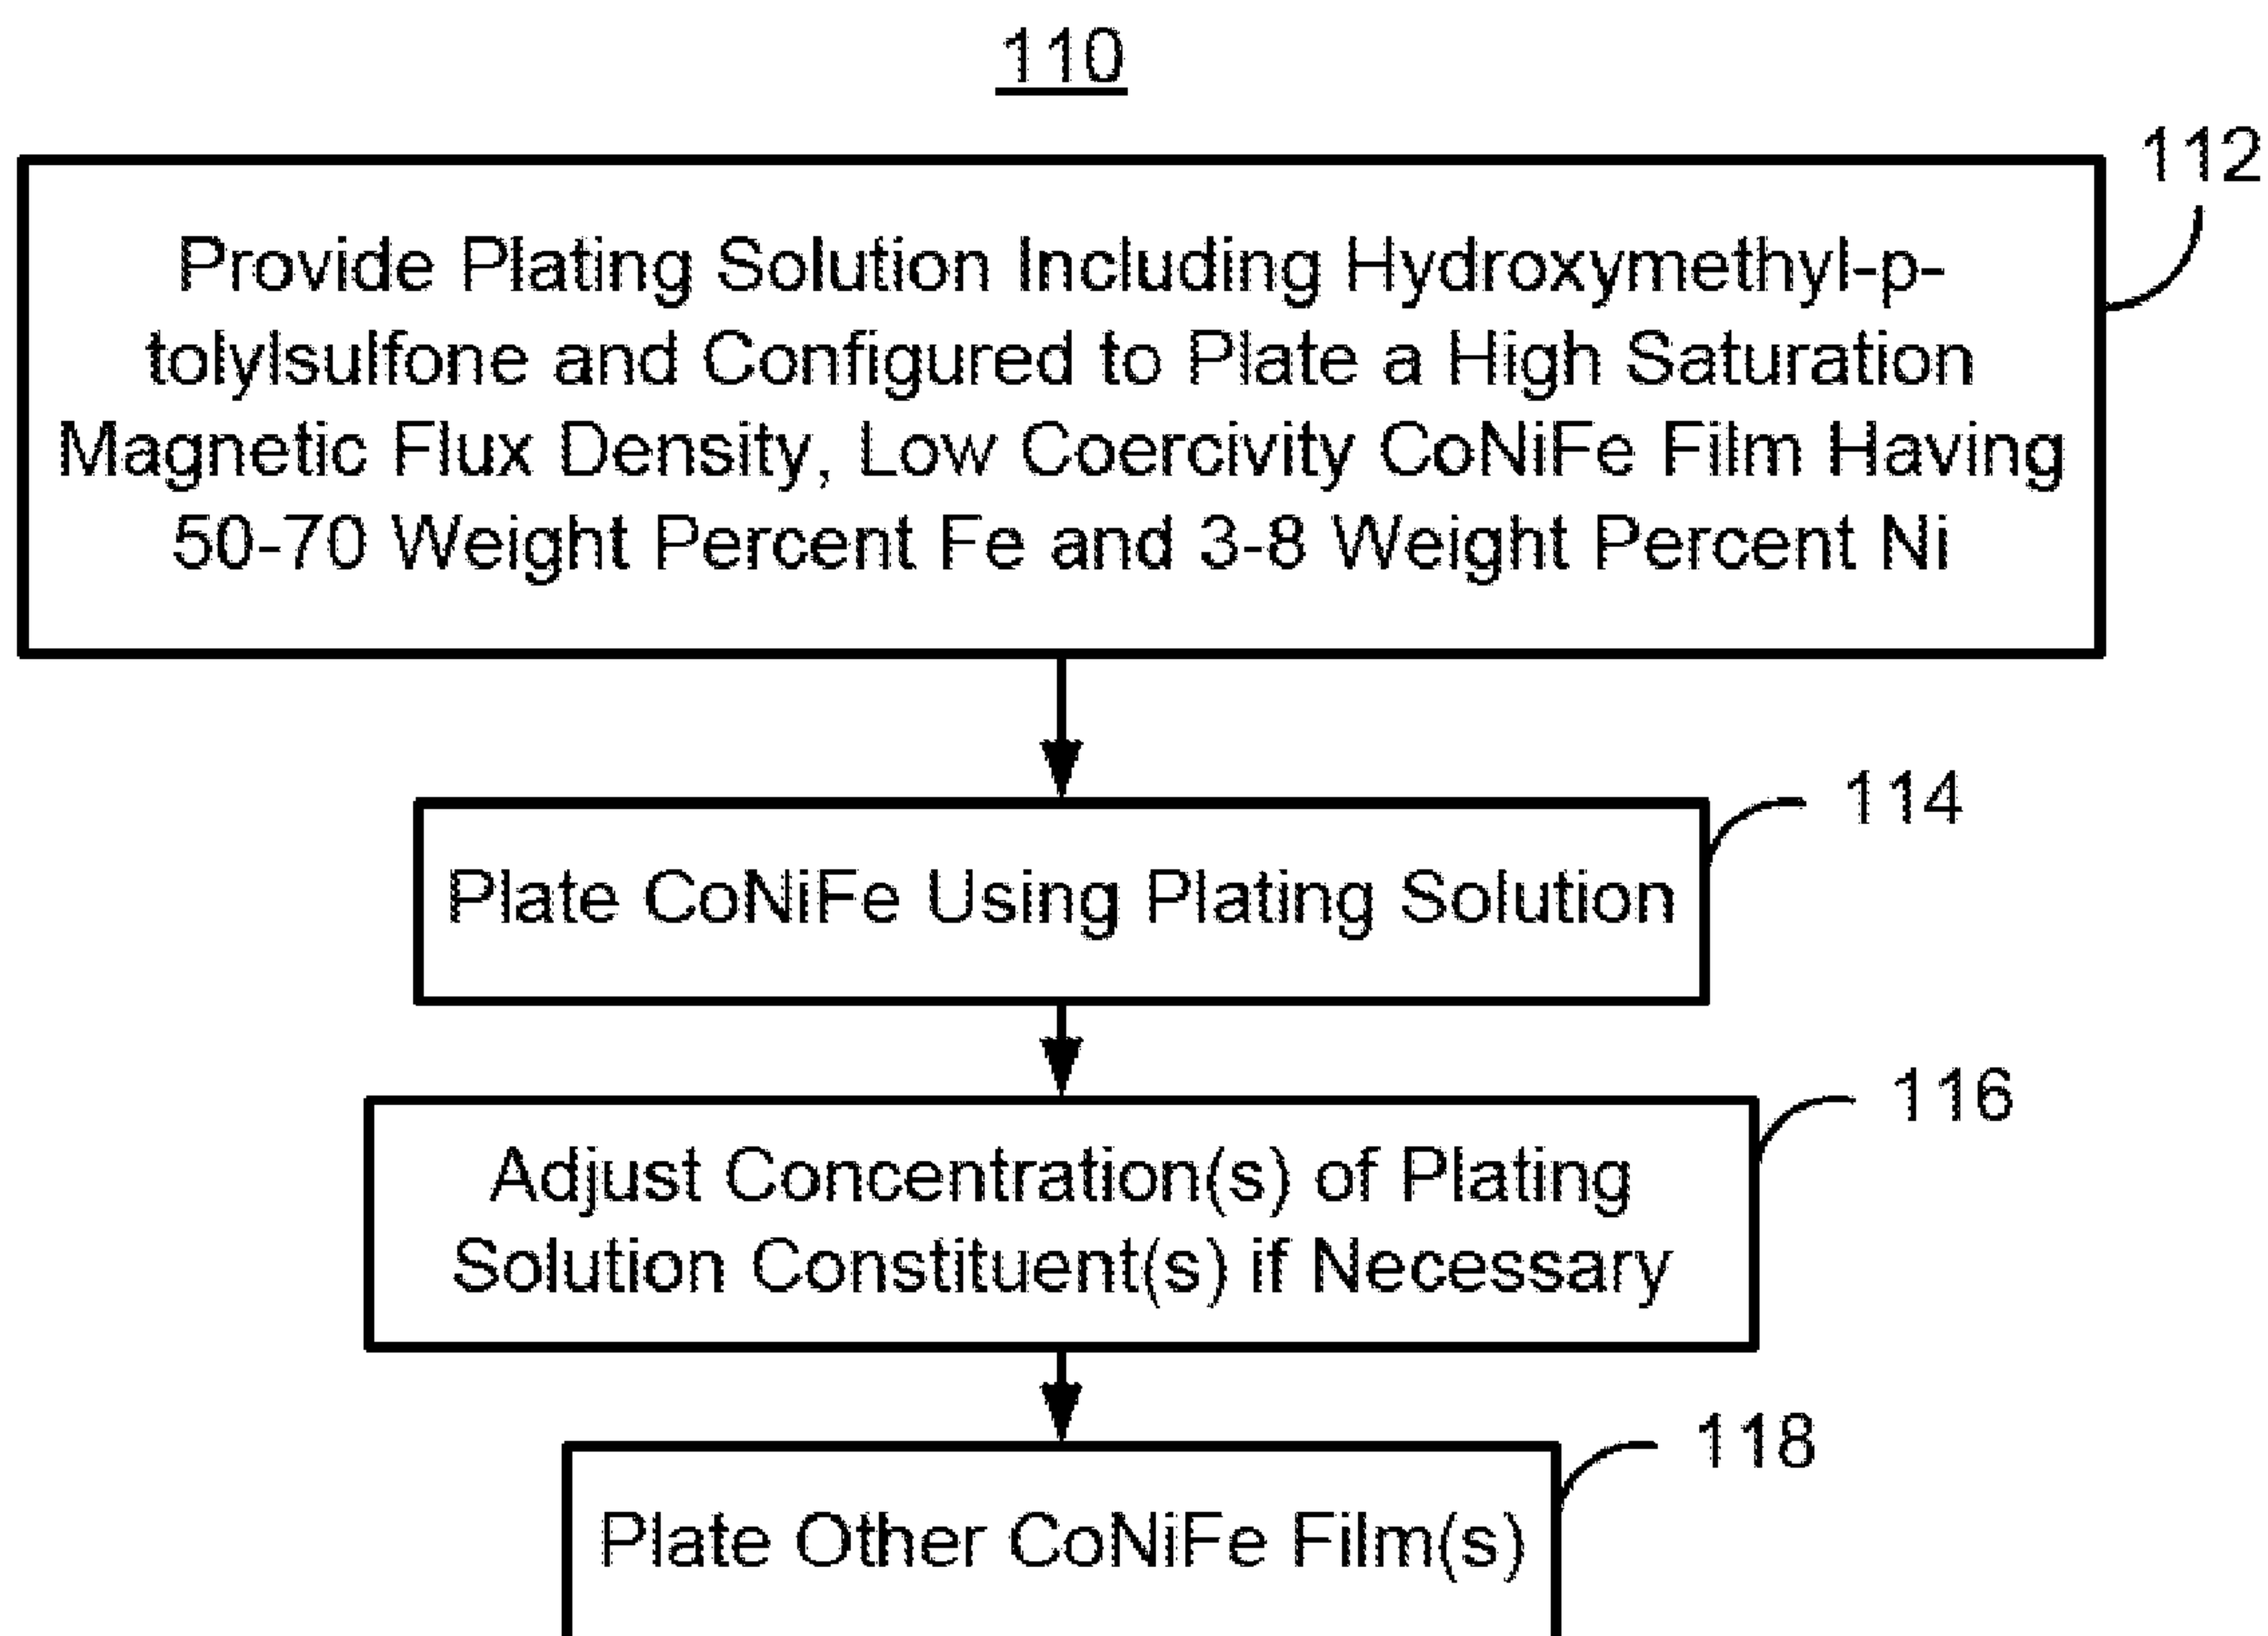 110
112
Provide Plating Solution Including Hydroxymethyl-p-
tolylsulfone and Configured to Plate a High Saturation
Magnetic Flux Density, Low Coercivity CoNiFe Film Having
50-70 Weight Percent Fe and 3-8 Weight Percent Ni
114
Plate CoNiFe Using Plating Solution
116
Adjust Concentration(s) of Plating
Solution Constituent(s) if Necessary
118
Plate Other CoNiFe Film(s)